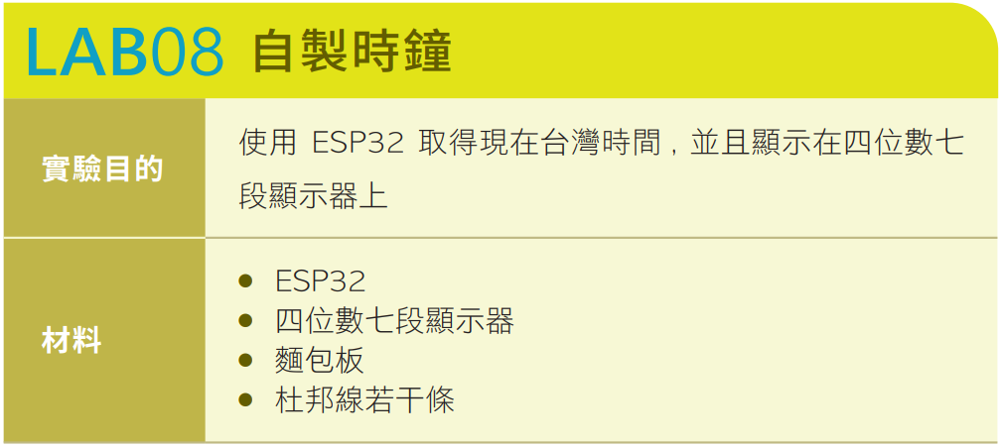 LAB08 自製時鐘
實驗目的
使用 ESP32 取得現在台灣時間，並且顯示在四位數七
段顯示器上
材料
● ESP32
● 四位數七段顯示器
● 麵包板
● 杜邦線若干條